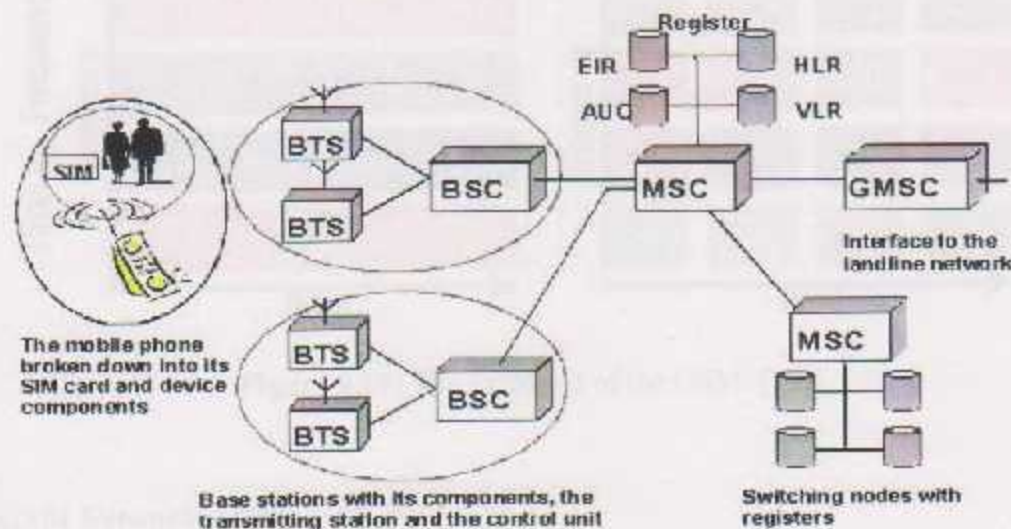 Register
EIR
HLR
AUC
VLR
SIM
BTS
BTS
BSC
MSC
GMSC
Interface to the
landline network
The mobile phone
broken down into its
SIM card and device
components
BTS
BTS
BSC
MSC
Base stations with its components, the
transmitting station and the control unit
Switching nodes with
registers